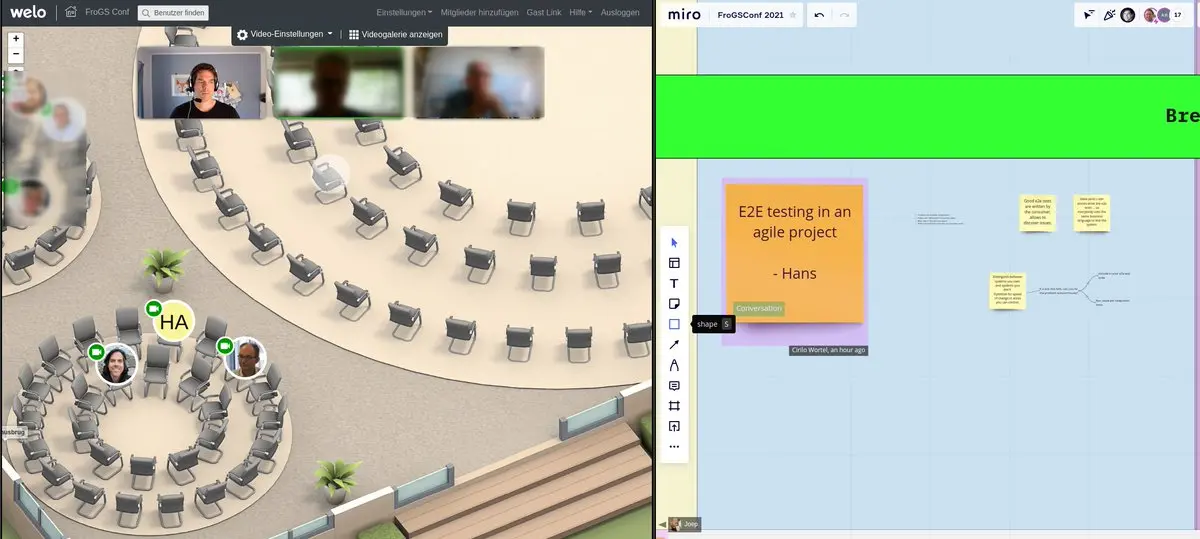 welo
FroGS Conf
Benutzer finden
Einstellungen
Mitglieder hinzufügen
Gast Link
Hilfe
Ausloggen
Video-Einstellungen
Videogalerie anzeigen
HA
ausbrug
miro
FroGSConf 2021
17
Bre
E2E testing in an
agile project
- Hans
Conversation
Cirilo Wortel, an hour ago
shape S
Good e2e tests
are written by
the consumer,
allows to
discover issues
Joep